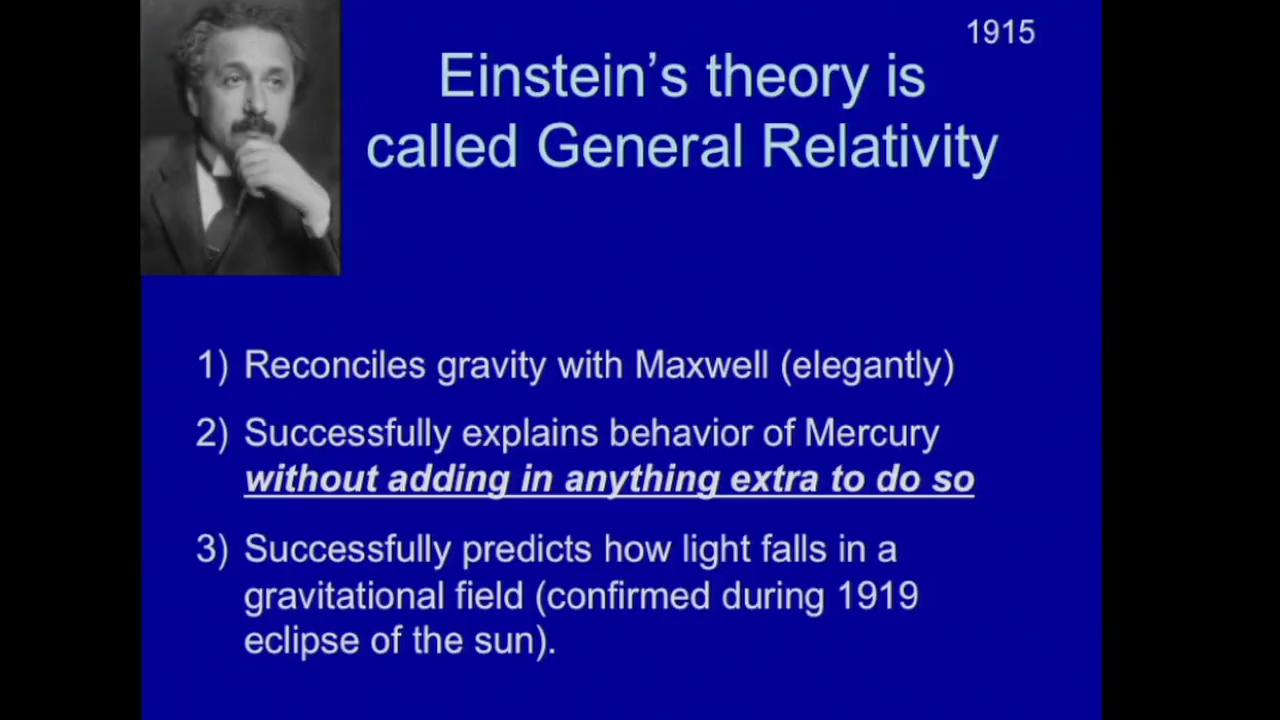 1915
Einstein’s theory is
called General Relativity
1) Reconciles gravity with Maxwell (elegantly)
2) Successfully explains behavior of Mercury
without adding in anything extra to do so
3) Successfully predicts how light falls in a
gravitational field (confirmed during 1919
eclipse of the sun).